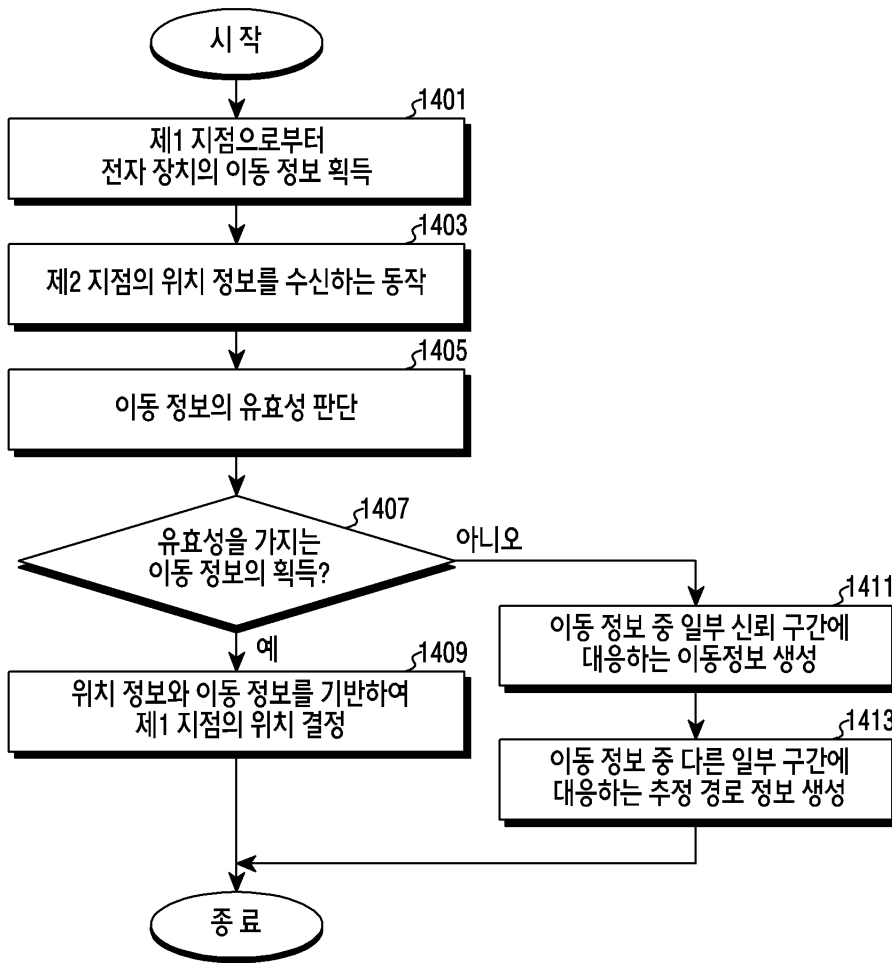 시 작
1401
제1 지점으로부터
전자 장치의 이동 정보 획득
1403
제2 지점의 위치 정보를 수신하는 동작
1405
이동 정보의 유효성 판단
1407
유효성을 가지는
이동 정보의 획득?
아니오
예
1409
위치 정보와 이동 정보를 기반하여
제1 지점의 위치 결정
1411
이동 정보 중 일부 신뢰 구간에
대응하는 이동정보 생성
1413
이동 정보 중 다른 일부 구간에
대응하는 추정 경로 정보 생성
종 료